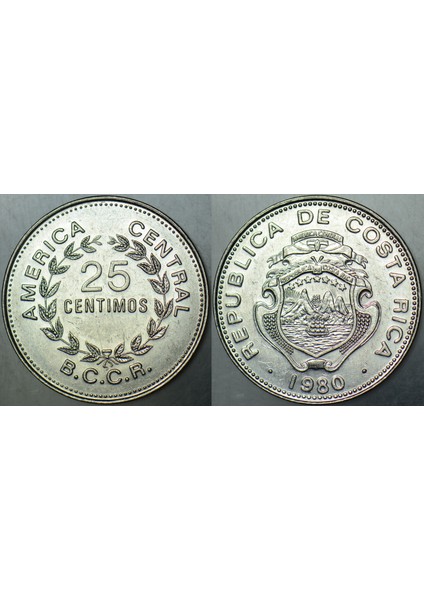 AMERICA CENTRAL
25
CENTIMOS
B.C.C.R.
REPUBLICA DE COSTA RICA
· 1980 ·